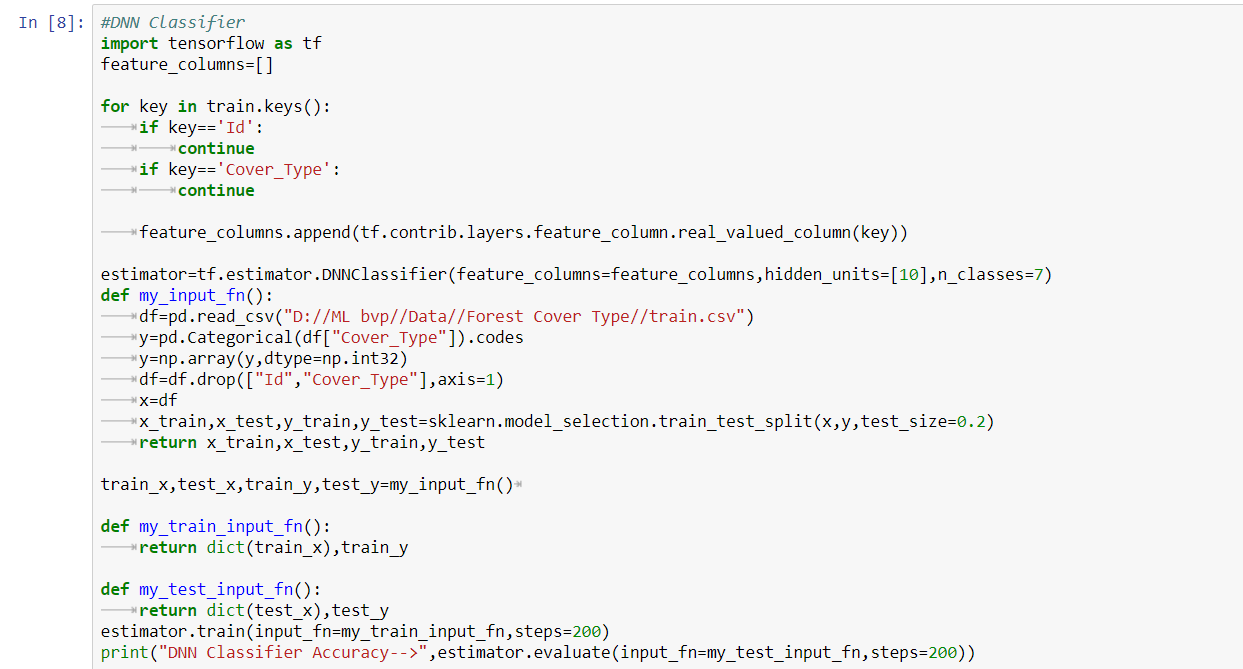 In [8]: #DNN Classifier
import tensorflow as tf
feature_columns=[]
for key in train.keys():
if key=='Id':
continue
if key=='Cover_Type':
continue
feature_columns.append(tf.contrib.layers.feature_column.real_valued_column(key))
estimator=tf.estimator.DNNClassifier(feature_columns=feature_columns,hidden_units=[10],n_classes=7)
def my_input_fn():
df=pd.read_csv("D://ML bvp//Data//Forest Cover Type//train.csv")
y=pd.Categorical(df["Cover_Type"]).codes
y=np.array(y,dtype=np.int32)
df=df.drop(["Id","Cover_Type"],axis=1)
x=df
x_train,x_test,y_train,y_test=sklearn.model_selection.train_test_split(x,y,test_size=0.2)
return x_train,x_test,y_train,y_test
train_x,test_x,train_y,test_y=my_input_fn()
def my_train_input_fn():
return dict(train_x),train_y
def my_test_input_fn():
return dict(test_x),test_y
estimator.train(input_fn=my_train_input_fn,steps=200)
print("DNN Classifier Accuracy-->",estimator.evaluate(input_fn=my_test_input_fn,steps=200))